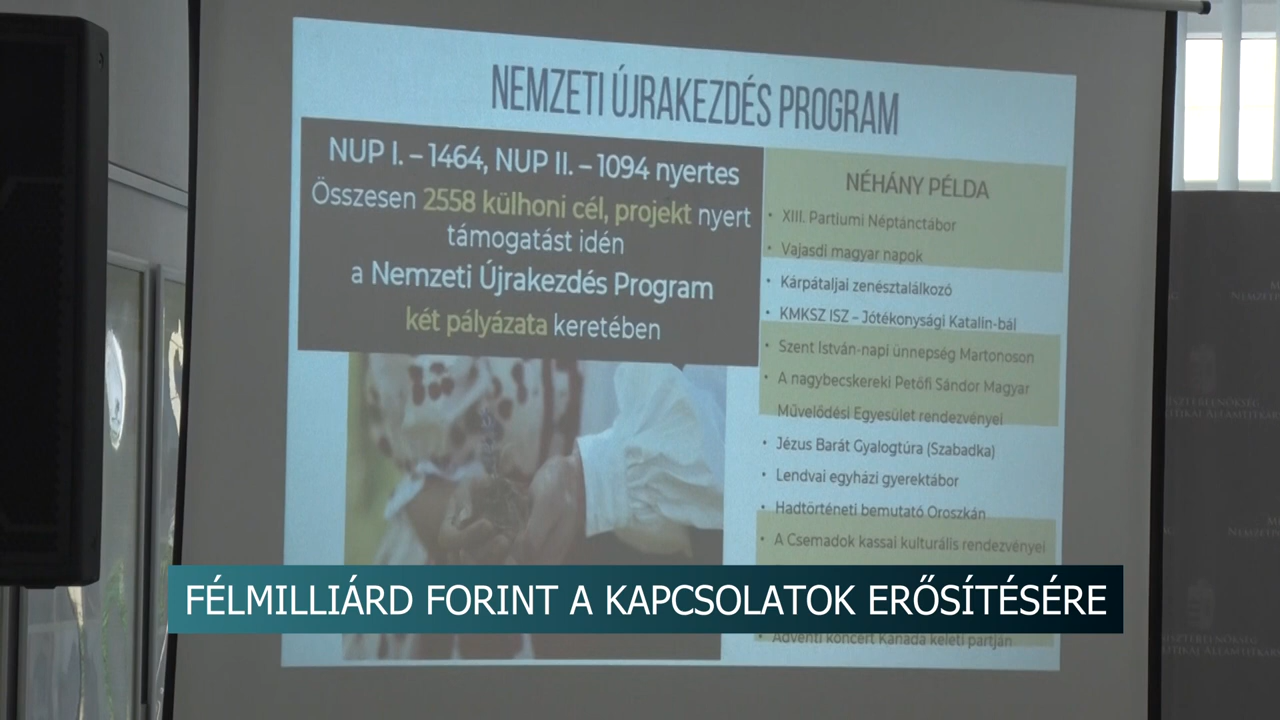 NEMZETI ÚJRAKEZDÉS PROGRAM
NUP I. – 1464, NUP II. – 1094 nyertes
Összesen 2558 külhoni cél, projekt nyert
támogatást idén
a Nemzeti Újrakezdés Program
két pályázata keretében
NÉHÁNY PÉLDA
• XIII. Partiumi Néptánctábor
• Vajasdi magyar napok
• Kárpátaljai zenésztalálkozó
• KMKSZ ISZ – Jótékonysági Katalin-bál
• Szent István-napi ünnepség Martonoson
• A nagybecskereki Petőfi Sándor Magyar
Művelődési Egyesület rendezvényei
• Jézus Barát Gyalogtúra (Szabadka)
• Lendvai egyházi gyerektábor
• Hadtörténeti bemutató Oroszkán
• A Csemadok kassai kulturális rendezvényei
FÉLMILLIÁRD FORINT A KAPCSOLATOK ERŐSÍTÉSÉRE
• Adventi koncert Kanada keleti partján